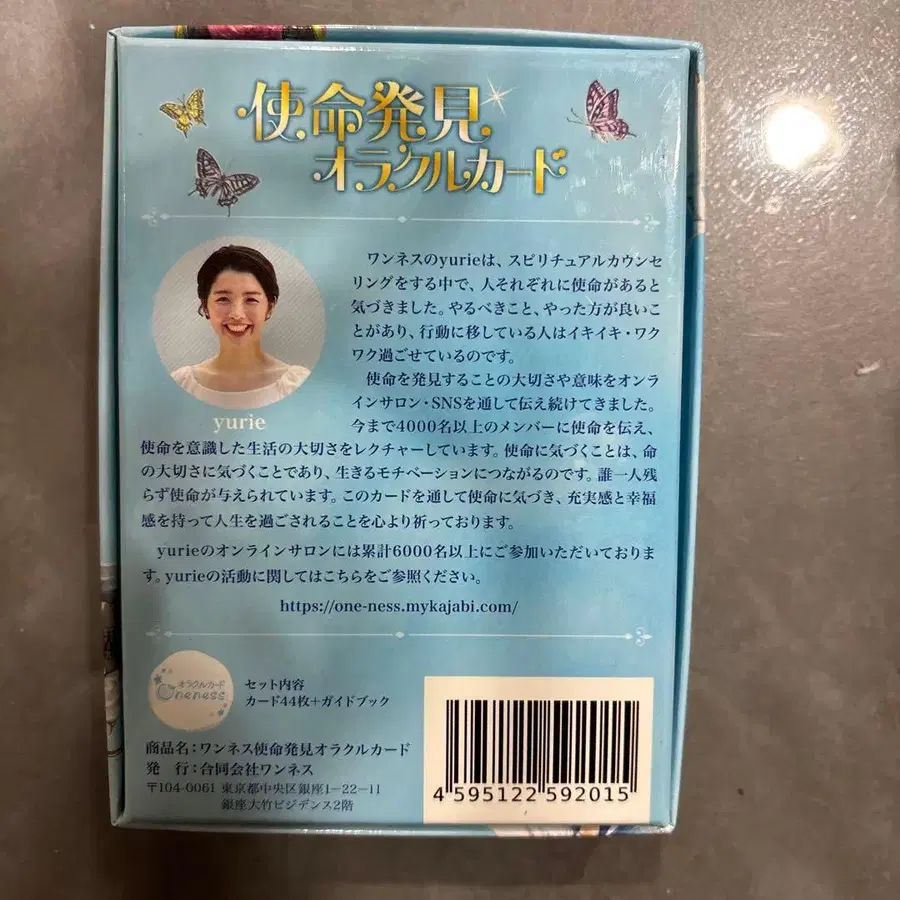 使命発見
オラクルカード
ワンネスのyurieは、スピリチュアルカウンセ
リングをする中で、人それぞれに使命があると
気づきました。やるべきこと、やった方が良いこ
とがあり、行動に移している人はイキイキ・ワク
ワク過ごせているのです。
使命を発見することの大切さや意味をオンラ
インサロン・SNSを通して伝え続けてきました。
今まで4000名以上のメンバーに使命を伝え、
yurie
使命を意識した生活の大切さをレクチャーしています。使命に気づくことは、命
の大切さに気づくことであり、生きるモチベーションにつながるのです。誰一人残
らず使命が与えられています。このカードを通して使命に気づき、充実感と幸福
感を持って人生を過ごされることを心より祈っております。
yurieのオンラインサロンには累計6000名以上にご参加いただいておりま
す。yurieの活動に関してはこちらをご参照ください。
https://one-ness.mykajabi.com/
オラクルカード
Oneness
セット内容
カード44枚+ガイドブック
商品名:ワンネス使命発見オラクルカード
発 行:合同会社ワンネス
〒104-0061 東京都中央区銀座1-22-11
銀座大竹ビジデンス2階
4 595122 592015